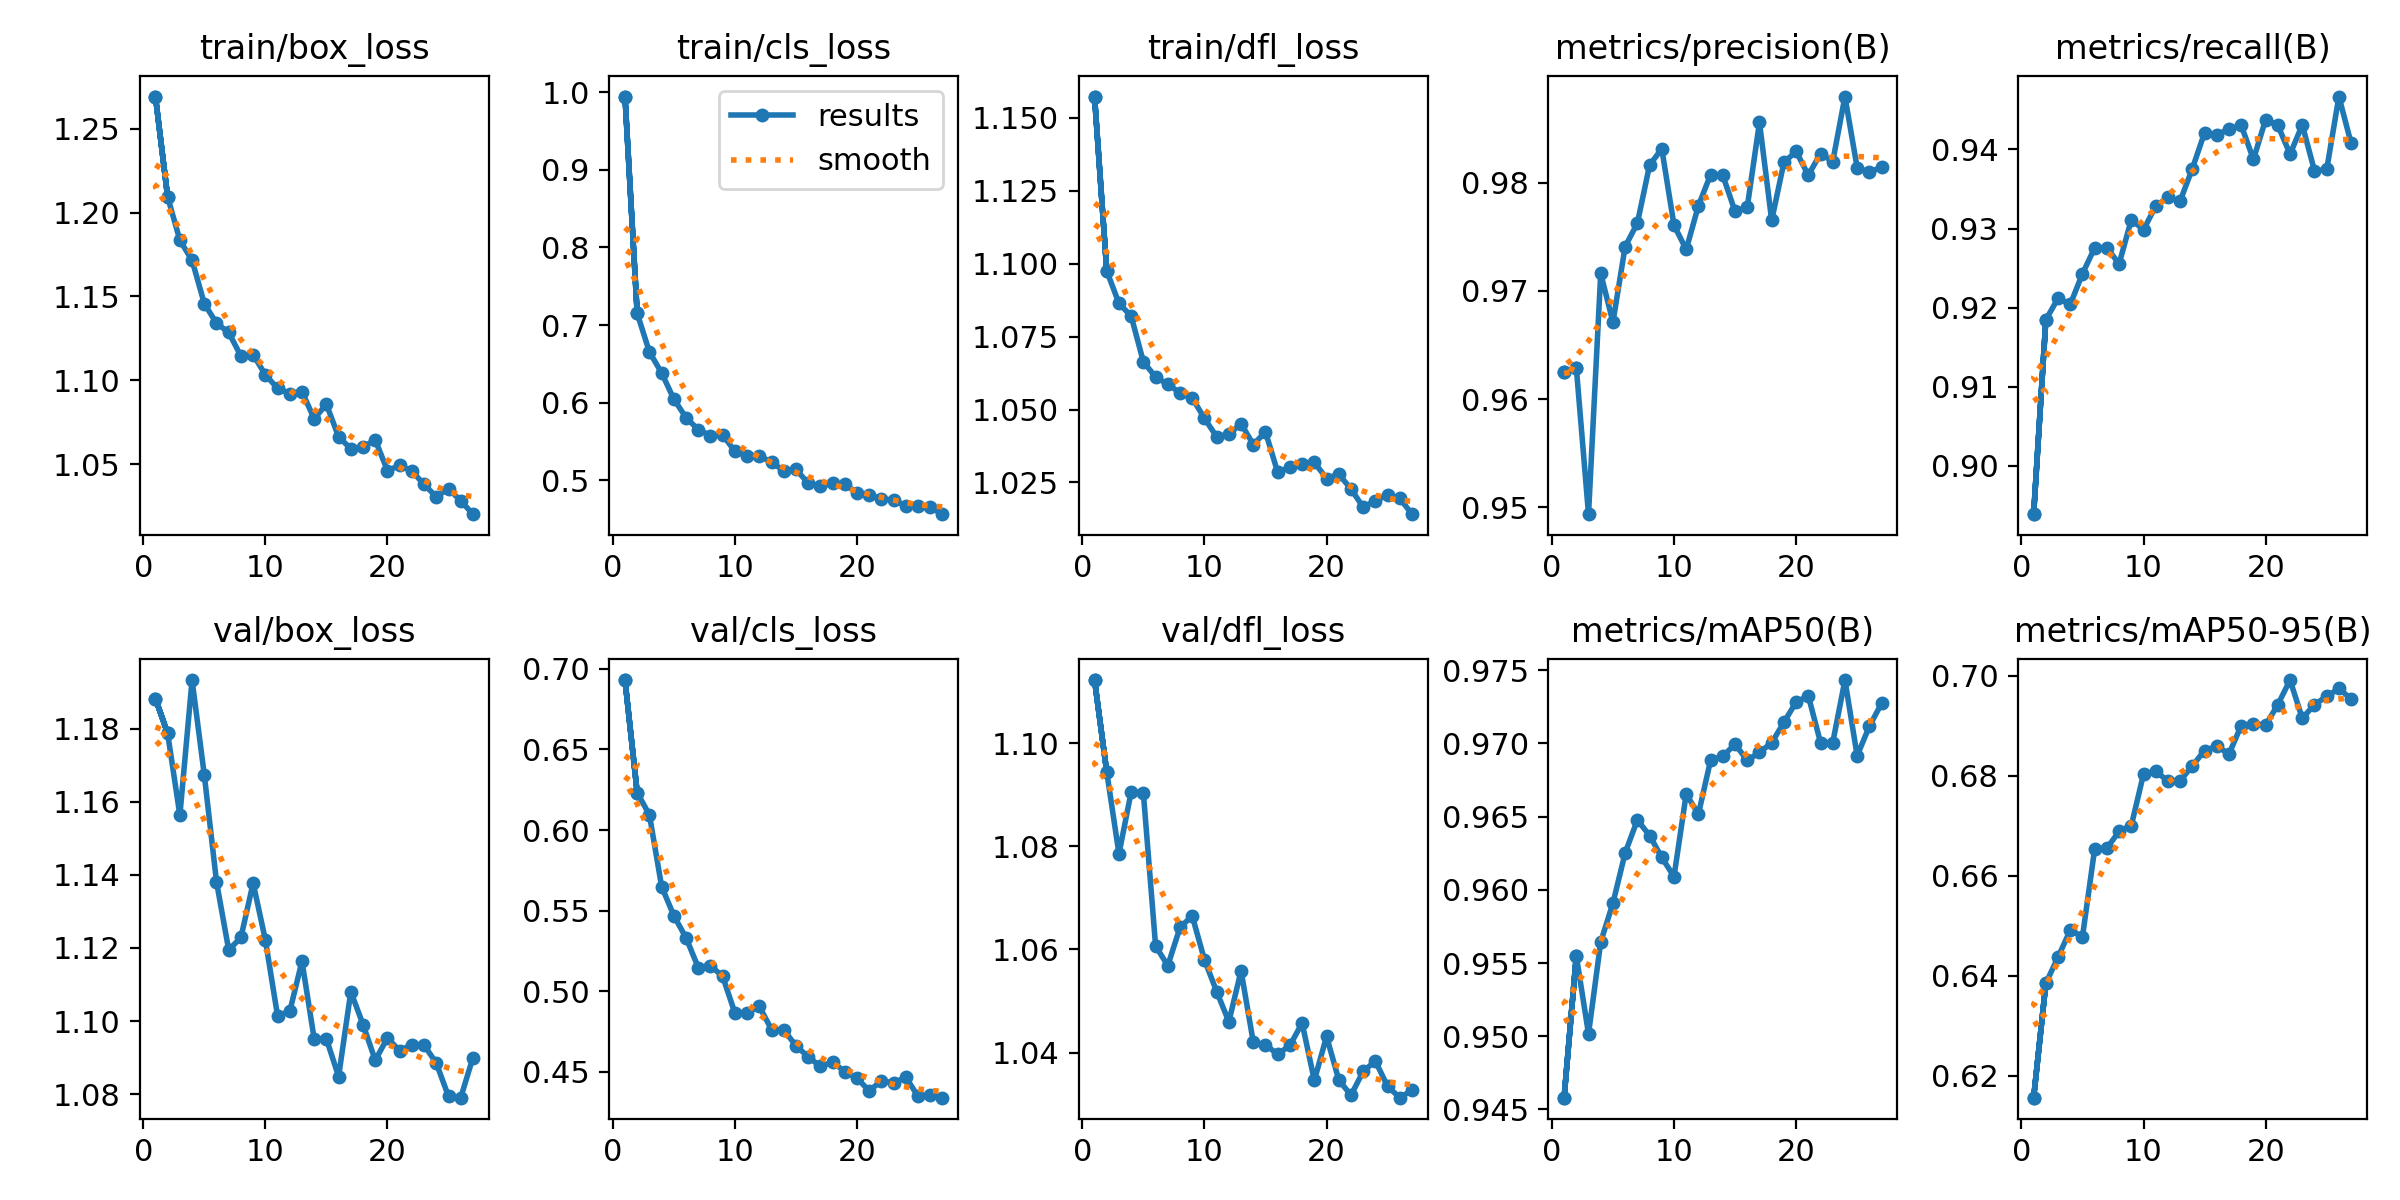 train/box_loss
1.25
1.20
1.15
1.10
1.05
0 10 20
train/cls_loss
results
smooth
1.0
0.9
0.8
0.7
0.6
0.5
0 10 20
train/dfl_loss
1.150
1.125
1.100
1.075
1.050
1.025
0 10 20
metrics/precision(B)
0.98
0.97
0.96
0.95
0 10 20
metrics/recall(B)
0.94
0.93
0.92
0.91
0.90
0 10 20
val/box_loss
1.18
1.16
1.14
1.12
1.10
1.08
0 10 20
val/cls_loss
0.70
0.65
0.60
0.55
0.50
0.45
0 10 20
val/dfl_loss
1.10
1.08
1.06
1.04
0 10 20
metrics/mAP50(B)
0.975
0.970
0.965
0.960
0.955
0.950
0.945
0 10 20
metrics/mAP50-95(B)
0.70
0.68
0.66
0.64
0.62
0 10 20